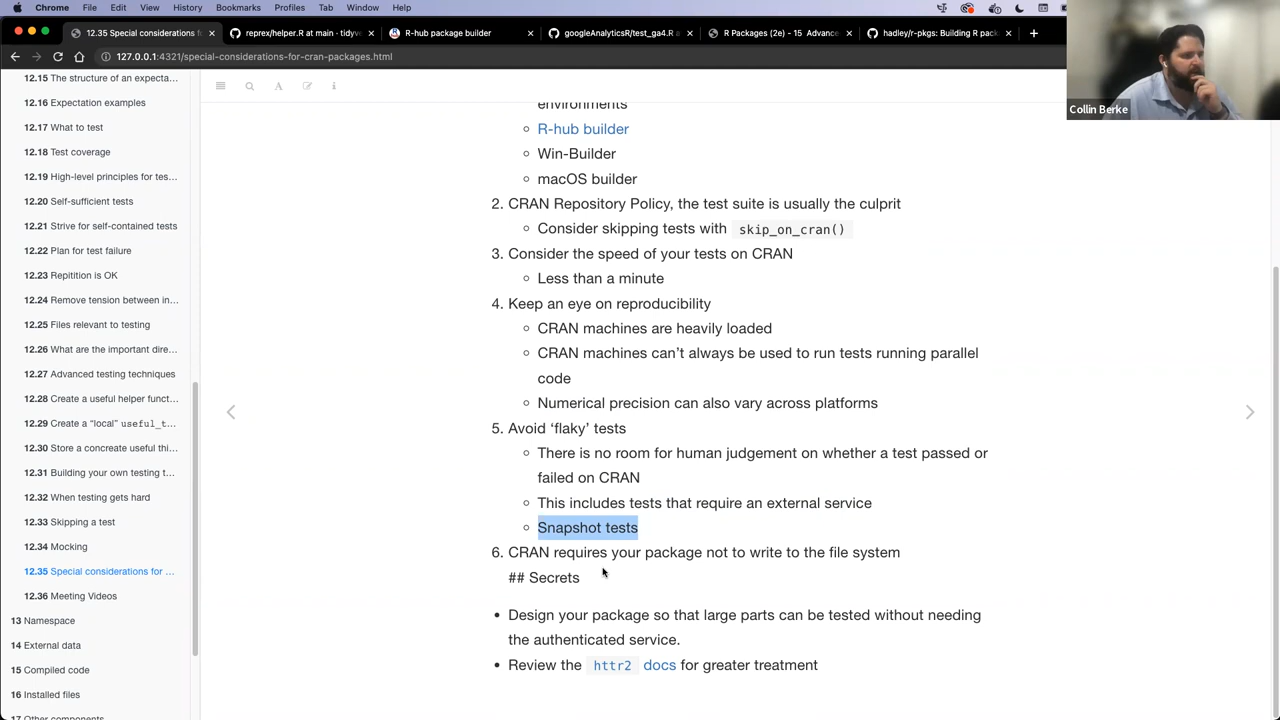 Chrome File Edit View History Bookmarks Profiles Tab Window Help
12.35 Special considerations f
reprex/helper.R at main · tidyve
R-hub package builder
googleAnalyticsR/test_ga4.R a
R Packages (2e) - 15 Advance
hadley/r-pkgs: Building R pack
127.0.0.1:4321/special-considerations-for-cran-packages.html
Collin Berke
12.15 The structure of an expecta...
12.16 Expectation examples
12.17 What to test
12.18 Test coverage
12.19 High-level principles for tes...
12.20 Self-sufficient tests
12.21 Strive for self-contained tests
12.22 Plan for test failure
12.23 Repitition is OK
12.24 Remove tension between in...
12.25 Files relevant to testing
12.26 What are the important dire...
12.27 Advanced testing techniques
12.28 Create a useful helper funct...
12.29 Create a “local” useful_t...
12.30 Store a concreate useful thi...
12.31 Building your own testing t...
12.32 When testing gets hard
12.33 Skipping a test
12.34 Mocking
12.35 Special considerations for ...
12.36 Meeting Videos
13 Namespace
14 External data
15 Compiled code
16 Installed files
17 Other components
environments
R-hub builder
Win-Builder
macOS builder
2. CRAN Repository Policy, the test suite is usually the culprit
Consider skipping tests with skip_on_cran()
3. Consider the speed of your tests on CRAN
Less than a minute
4. Keep an eye on reproducibility
CRAN machines are heavily loaded
CRAN machines can’t always be used to run tests running parallel
code
Numerical precision can also vary across platforms
5. Avoid ‘flaky’ tests
There is no room for human judgement on whether a test passed or
failed on CRAN
This includes tests that require an external service
Snapshot tests
6. CRAN requires your package not to write to the file system
## Secrets
Design your package so that large parts can be tested without needing
the authenticated service.
Review the httr2 docs for greater treatment